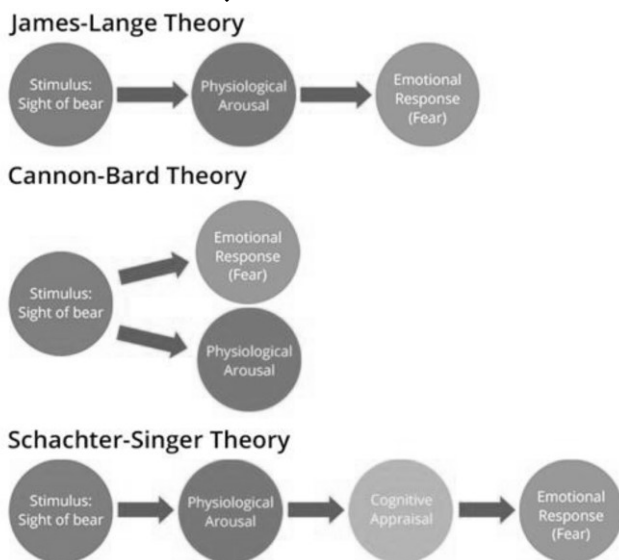 James-Lange Theory
Stimulus:
Sight of bear
Physiological
Arousal
Emotional
Response
(Fear)
Cannon-Bard Theory
Stimulus:
Sight of bear
Emotional
Response
(Fear)
Physiological
Arousal
Schachter-Singer Theory
Stimulus:
Sight of bear
Physiological
Arousal
Cognitive
Appraisal
Emotional
Response
(Fear)